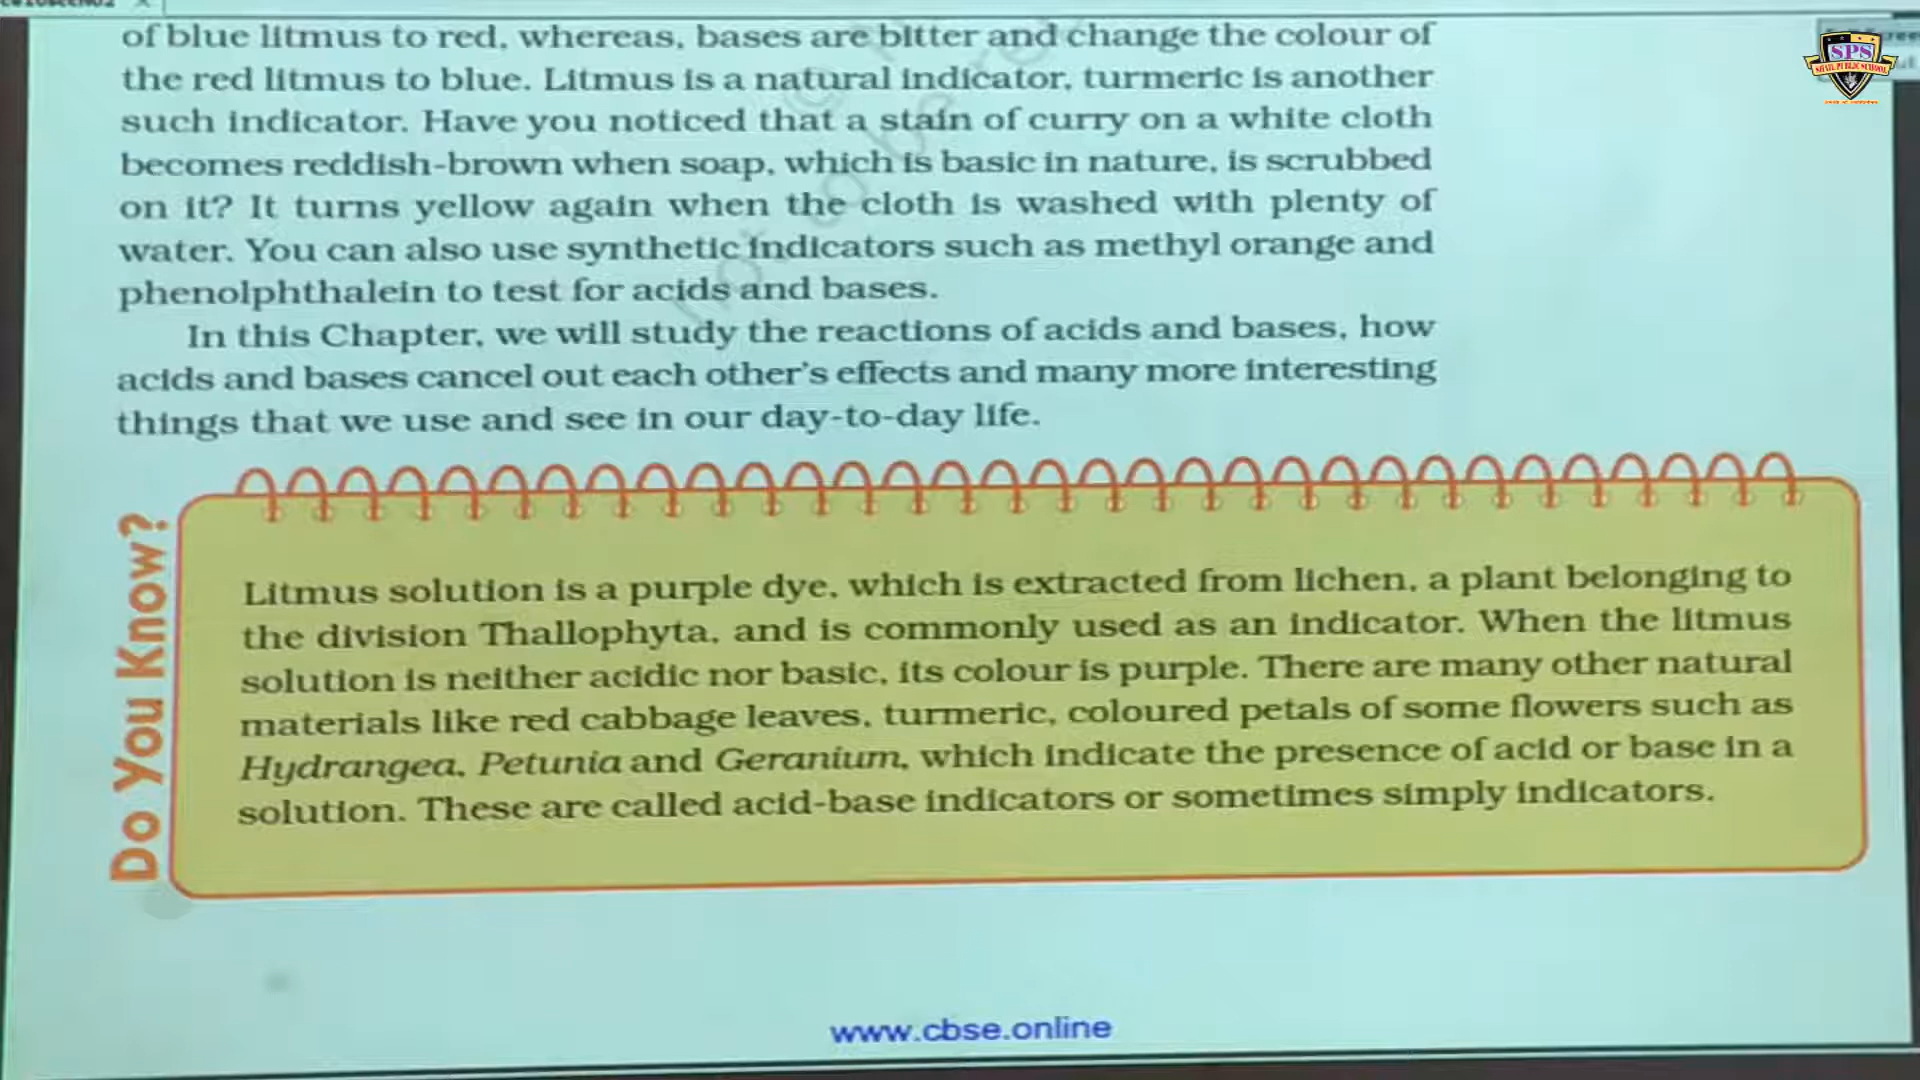 of blue litmus to red, whereas, bases are bitter and change the colour of
the red litmus to blue. Litmus is a natural indicator, turmeric is another
such indicator. Have you noticed that a stain of curry on a white cloth
becomes reddish-brown when soap, which is basic in nature, is scrubbed
on it? It turns yellow again when the cloth is washed with plenty of
water. You can also use synthetic indicators such as methyl orange and
phenolphthalein to test for acids and bases.
In this Chapter, we will study the reactions of acids and bases, how
acids and bases cancel out each other's effects and many more interesting
things that we use and see in our day-to-day life.
Do You Know?
Litmus solution is a purple dye, which is extracted from lichen, a plant belonging to
the division Thallophyta, and is commonly used as an indicator. When the litmus
solution is neither acidic nor basic, its colour is purple. There are many other natural
materials like red cabbage leaves, turmeric, coloured petals of some flowers such as
Hydrangea, Petunia and Geranium, which indicate the presence of acid or base in a
solution. These are called acid-base indicators or sometimes simply indicators.
www.cbse.online
SPS